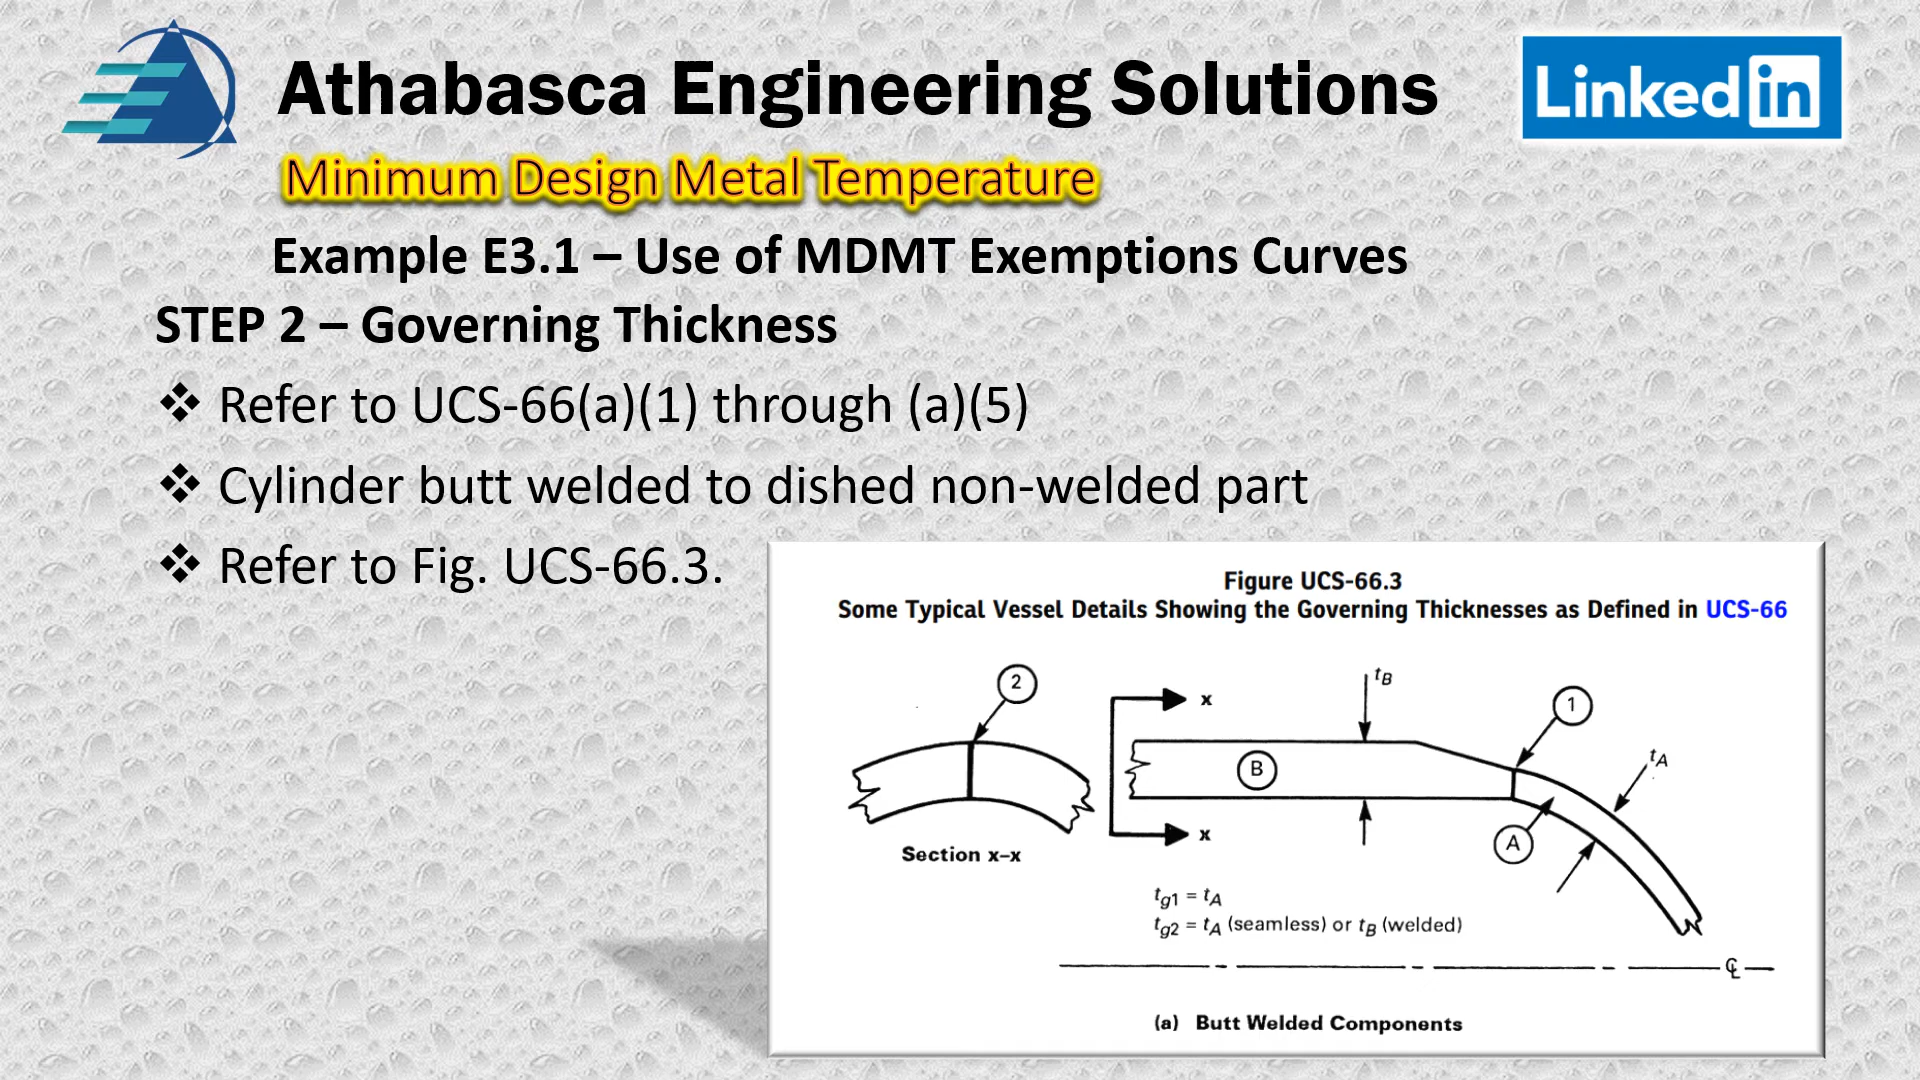 Athabasca Engineering Solutions
Linked in
Minimum Design Metal Temperature
Example E3.1 – Use of MDMT Exemptions Curves
STEP 2 – Governing Thickness
❖ Refer to UCS-66(a)(1) through (a)(5)
❖ Cylinder butt welded to dished non-welded part
❖ Refer to Fig. UCS-66.3.
Figure UCS-66.3
Some Typical Vessel Details Showing the Governing Thicknesses as Defined in UCS-66
2
x
tB
1
B
tA
A
x
Section x–x
tg1 = tA
tg2 = tA (seamless) or tB (welded)
℄
(a) Butt Welded Components